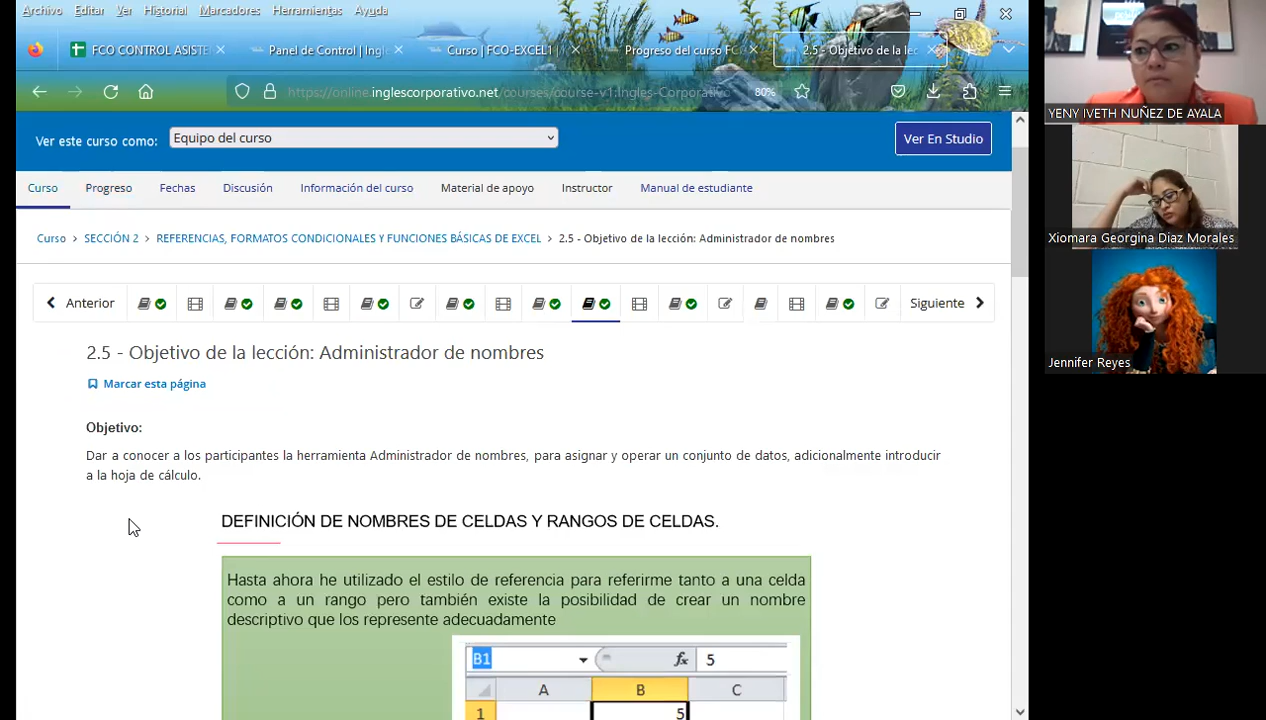 Archivo Editar Ver Historial Marcadores Herramientas Ayuda
FCO CONTROL ASISTE
Panel de Control | Ingle
Curso | FCO-EXCEL1 |
Progreso del curso FC
2.5 - Objetivo de la lec
https://online.inglescorporativo.net/courses/course-v1:Ingles-Corporativo
80%
Ver este curso como:
Equipo del curso
Ver En Studio
Curso Progreso Fechas Discusión Información del curso Material de apoyo Instructor Manual de estudiante
Curso > SECCIÓN 2 > REFERENCIAS, FORMATOS CONDICIONALES Y FUNCIONES BÁSICAS DE EXCEL > 2.5 - Objetivo de la lección: Administrador de nombres
Anterior
Siguiente
2.5 - Objetivo de la lección: Administrador de nombres
Marcar esta página
Objetivo:
Dar a conocer a los participantes la herramienta Administrador de nombres, para asignar y operar un conjunto de datos, adicionalmente introducir
a la hoja de cálculo.
DEFINICIÓN DE NOMBRES DE CELDAS Y RANGOS DE CELDAS.
Hasta ahora he utilizado el estilo de referencia para referirme tanto a una celda
como a un rango pero también existe la posibilidad de crear un nombre
descriptivo que los represente adecuadamente
B1 fx 5
A B C
1 5
YENY IVETH NUÑEZ DE AYALA
Xiomara Georgina Diaz Morales
Jennifer Reyes